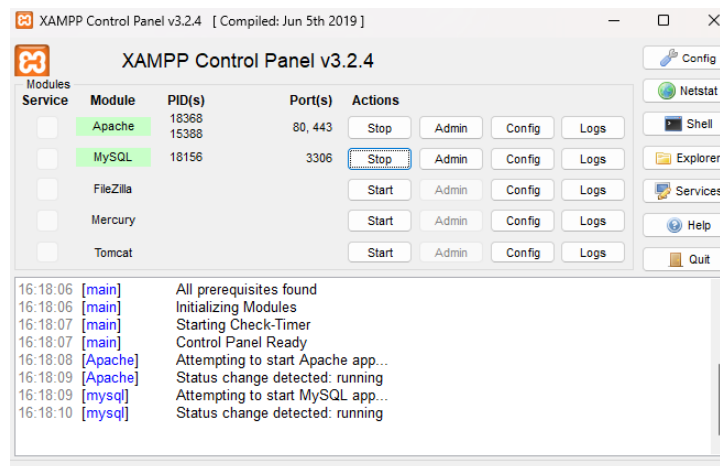 XAMPP Control Panel v3.2.4 [ Compiled: Jun 5th 2019 ]
XAMPP Control Panel v3.2.4
Config
Modules
Service Module PID(s) Port(s) Actions
Netstat
Apache 18368 15388 80, 443 Stop Admin Config Logs
Shell
MySQL 18156 3306 Stop Admin Config Logs
Explorer
FileZilla Start Admin Config Logs
Services
Mercury Start Admin Config Logs
Help
Tomcat Start Admin Config Logs
Quit
16:18:06 [main] All prerequisites found
16:18:06 [main] Initializing Modules
16:18:07 [main] Starting Check-Timer
16:18:07 [main] Control Panel Ready
16:18:08 [Apache] Attempting to start Apache app...
16:18:09 [Apache] Status change detected: running
16:18:09 [mysql] Attempting to start MySQL app...
16:18:10 [mysql] Status change detected: running